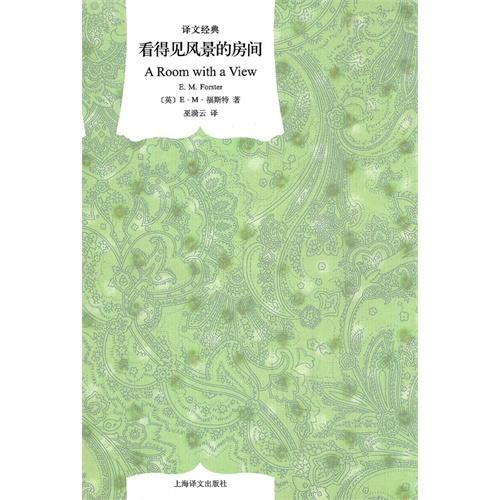 译文经典
看得见风景的房间
A Room with a View
E. M. Forster
〔英〕E·M·福斯特 著
巫漪云 译
上海译文出版社